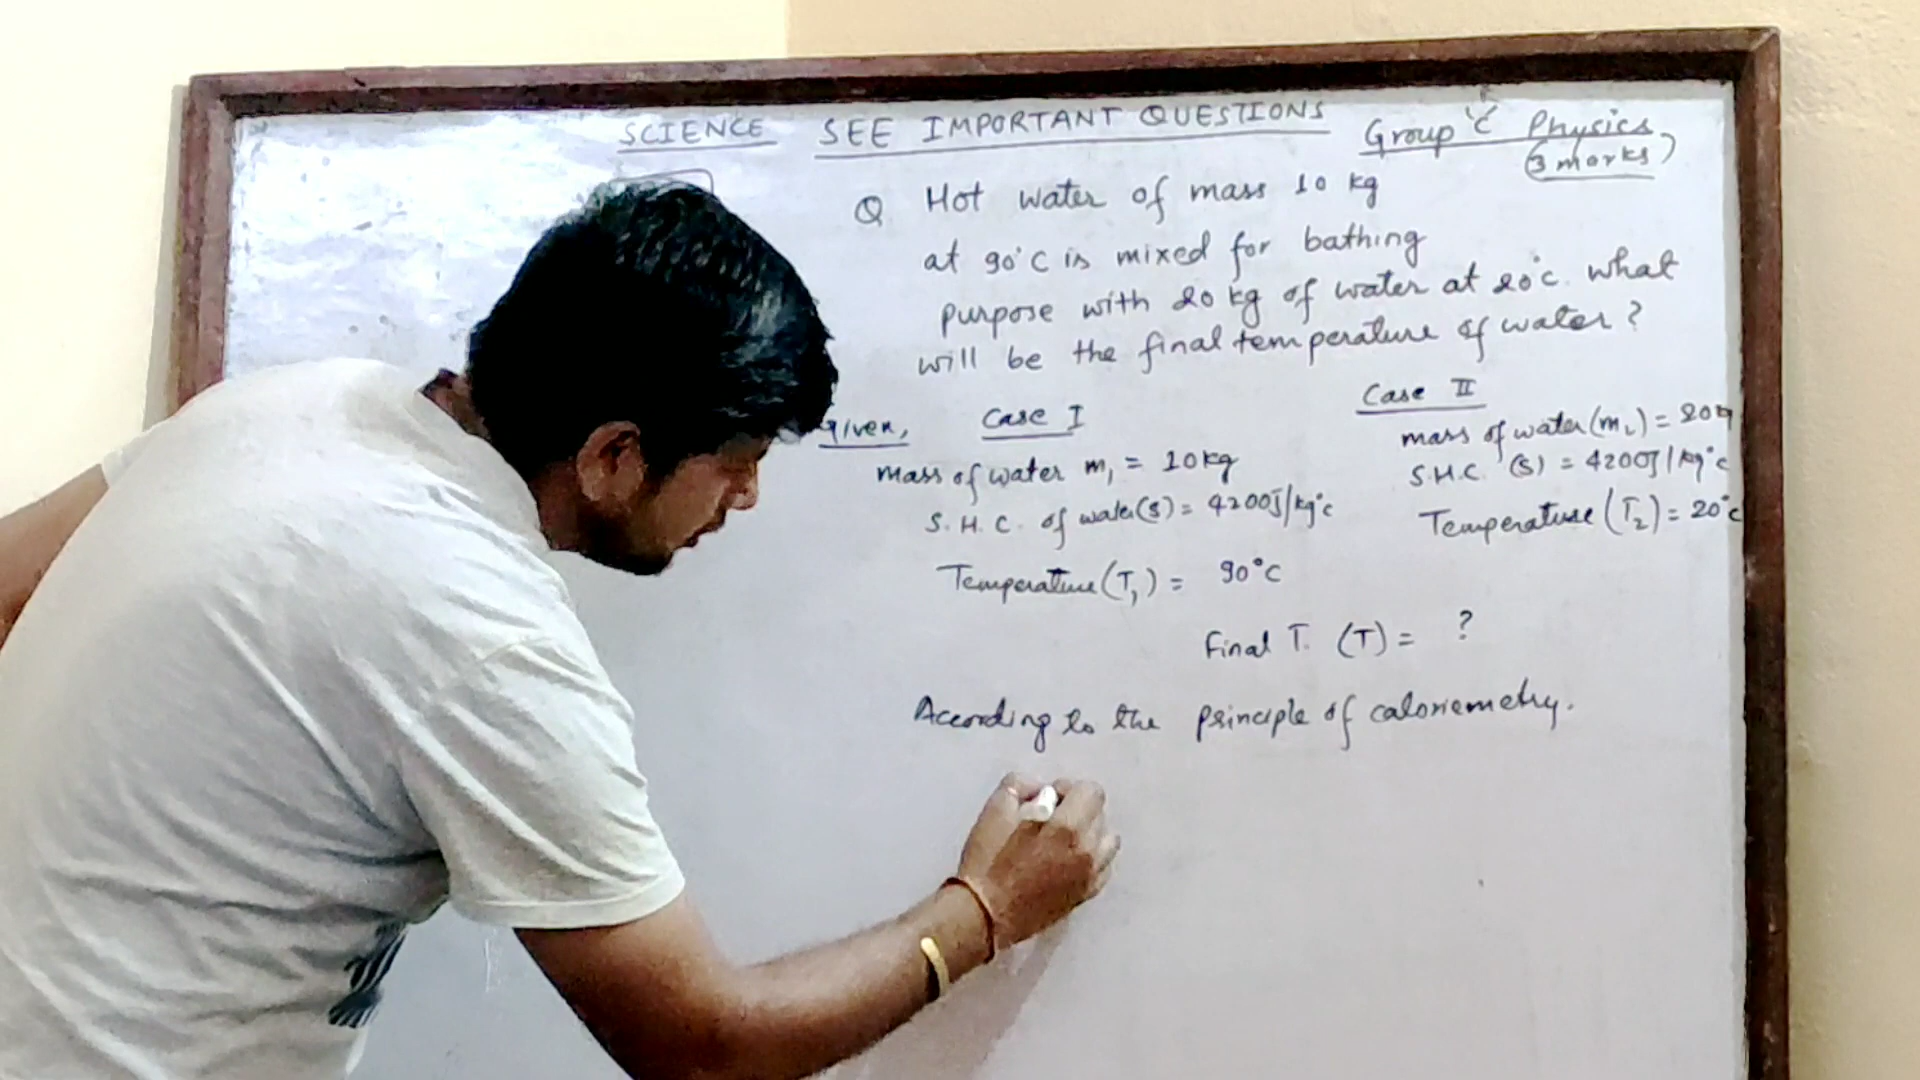 SCIENCE SEE IMPORTANT QUESTIONS Group 'C' Physics
(3 marks)
Q Hot water of mass 10 kg
at 90°C is mixed for bathing
purpose with 20 kg of water at 20°C. What
will be the final temperature of water?
given, Case I
mass of water m₁ = 10kg
S.H.C. of water(s) = 4200J/kg°c
Temperature (T₁) = 90°C
Case II
mass of water (m₂) = 20kg
S.H.C. (s) = 4200J/kg°c
Temperature (T₂) = 20°c
final T. (T) = ?
According to the principle of caloriemetry.